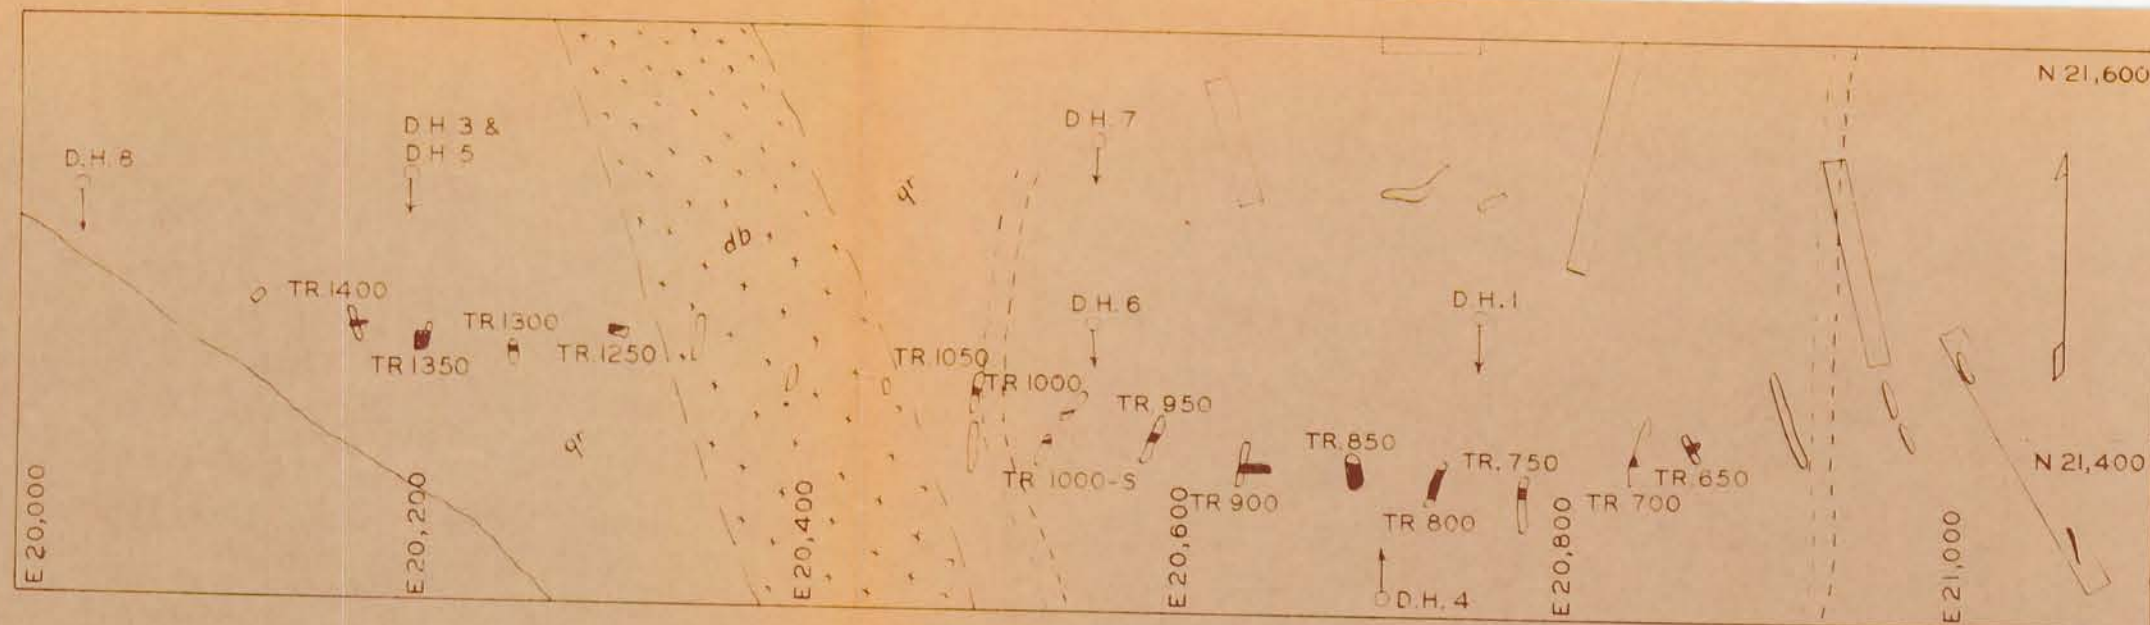 N 21,600
D.H. 7
D.H. 3 &
D.H. 5
D.H. 8
gr
db
TR.1400
D.H. 6
D.H. 1
TR.1300
TR.1250
TR.1350
TR.1050
TR.1000
TR. 950
gr
TR. 850
TR. 750
N 21,400
TR. 650
TR. 1000-S
TR 900
TR 700
TR 800
E 20,000
E 20,200
E 20,400
E 20,600
E 20,800
E 21,000
D.H. 4